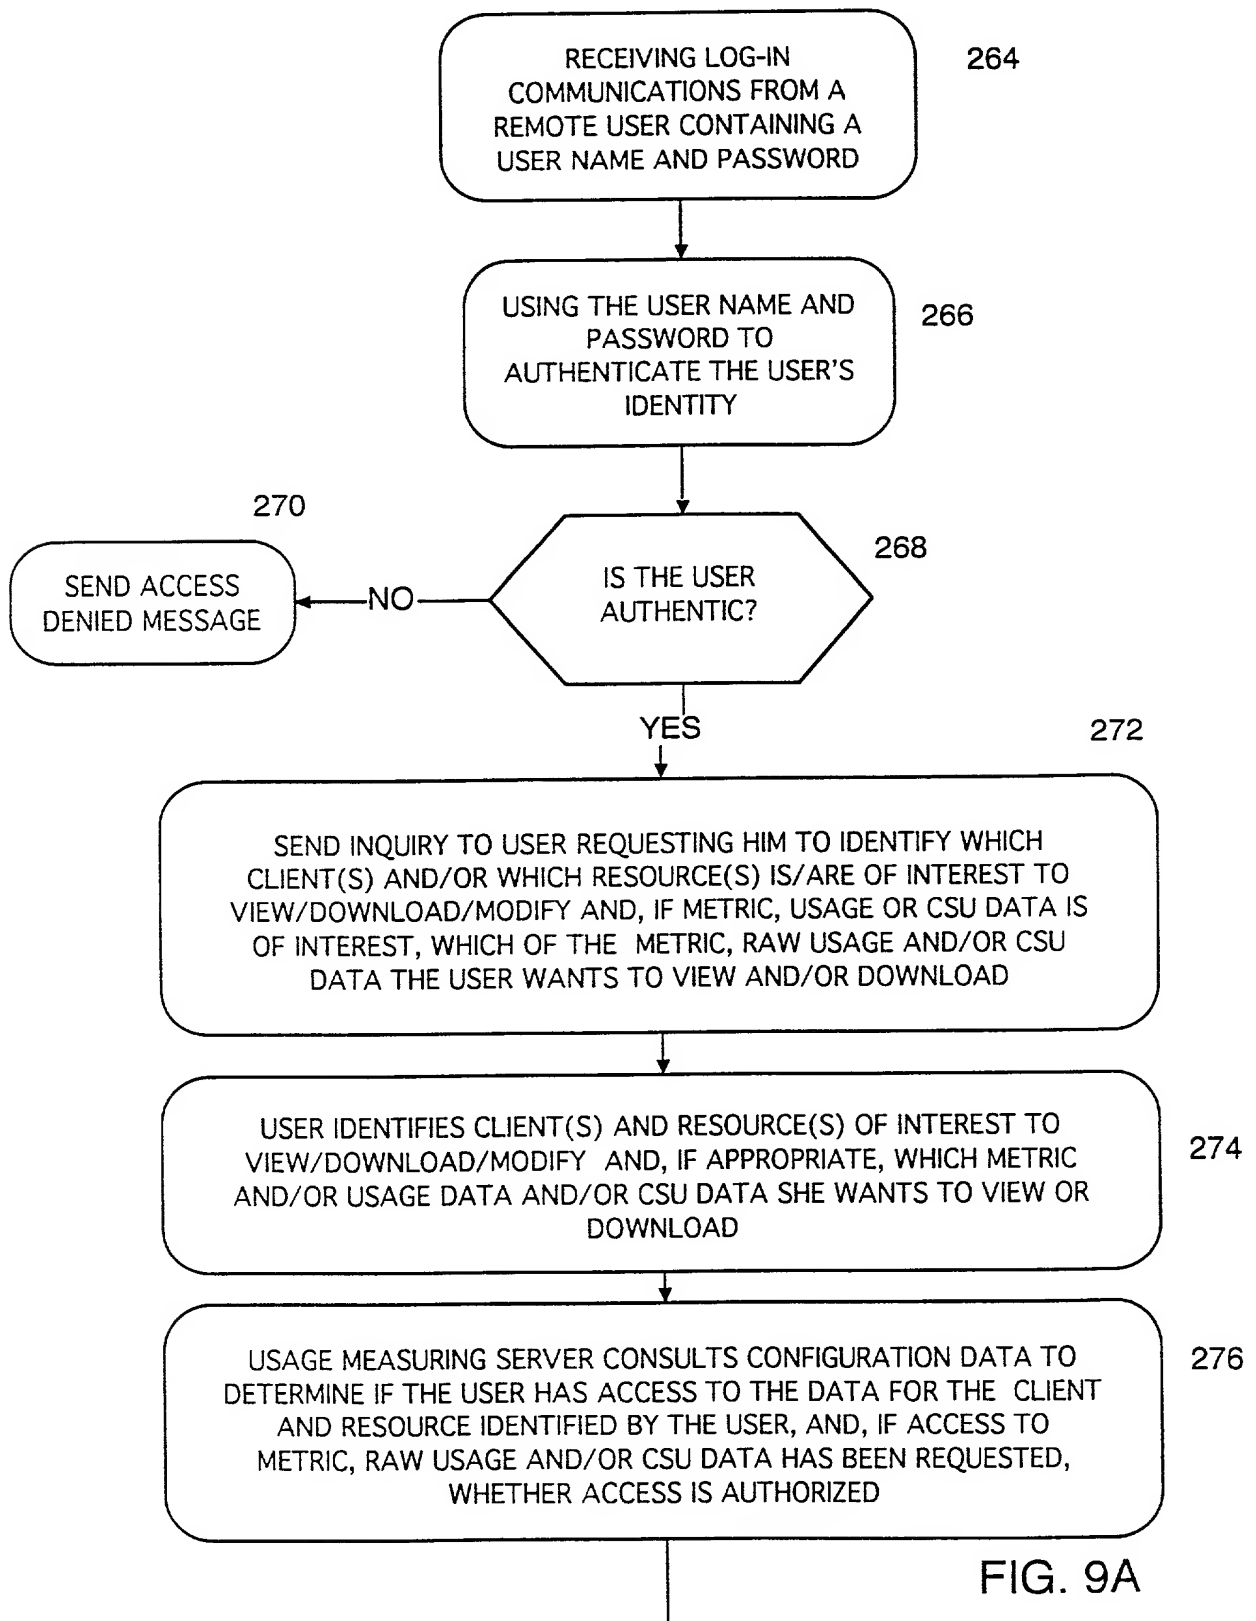 RECEIVING LOG-IN
COMMUNICATIONS FROM A
REMOTE USER CONTAINING A
USER NAME AND PASSWORD
264
USING THE USER NAME AND
PASSWORD TO
AUTHENTICATE THE USER'S
IDENTITY
266
270
SEND ACCESS
DENIED MESSAGE
NO
IS THE USER
AUTHENTIC?
268
YES
272
SEND INQUIRY TO USER REQUESTING HIM TO IDENTIFY WHICH
CLIENT(S) AND/OR WHICH RESOURCE(S) IS/ARE OF INTEREST TO
VIEW/DOWNLOAD/MODIFY AND, IF METRIC, USAGE OR CSU DATA IS
OF INTEREST, WHICH OF THE METRIC, RAW USAGE AND/OR CSU
DATA THE USER WANTS TO VIEW AND/OR DOWNLOAD
USER IDENTIFIES CLIENT(S) AND RESOURCE(S) OF INTEREST TO
VIEW/DOWNLOAD/MODIFY AND, IF APPROPRIATE, WHICH METRIC
AND/OR USAGE DATA AND/OR CSU DATA SHE WANTS TO VIEW OR
DOWNLOAD
274
USAGE MEASURING SERVER CONSULTS CONFIGURATION DATA TO
DETERMINE IF THE USER HAS ACCESS TO THE DATA FOR THE CLIENT
AND RESOURCE IDENTIFIED BY THE USER, AND, IF ACCESS TO
METRIC, RAW USAGE AND/OR CSU DATA HAS BEEN REQUESTED,
WHETHER ACCESS IS AUTHORIZED
276
FIG. 9A